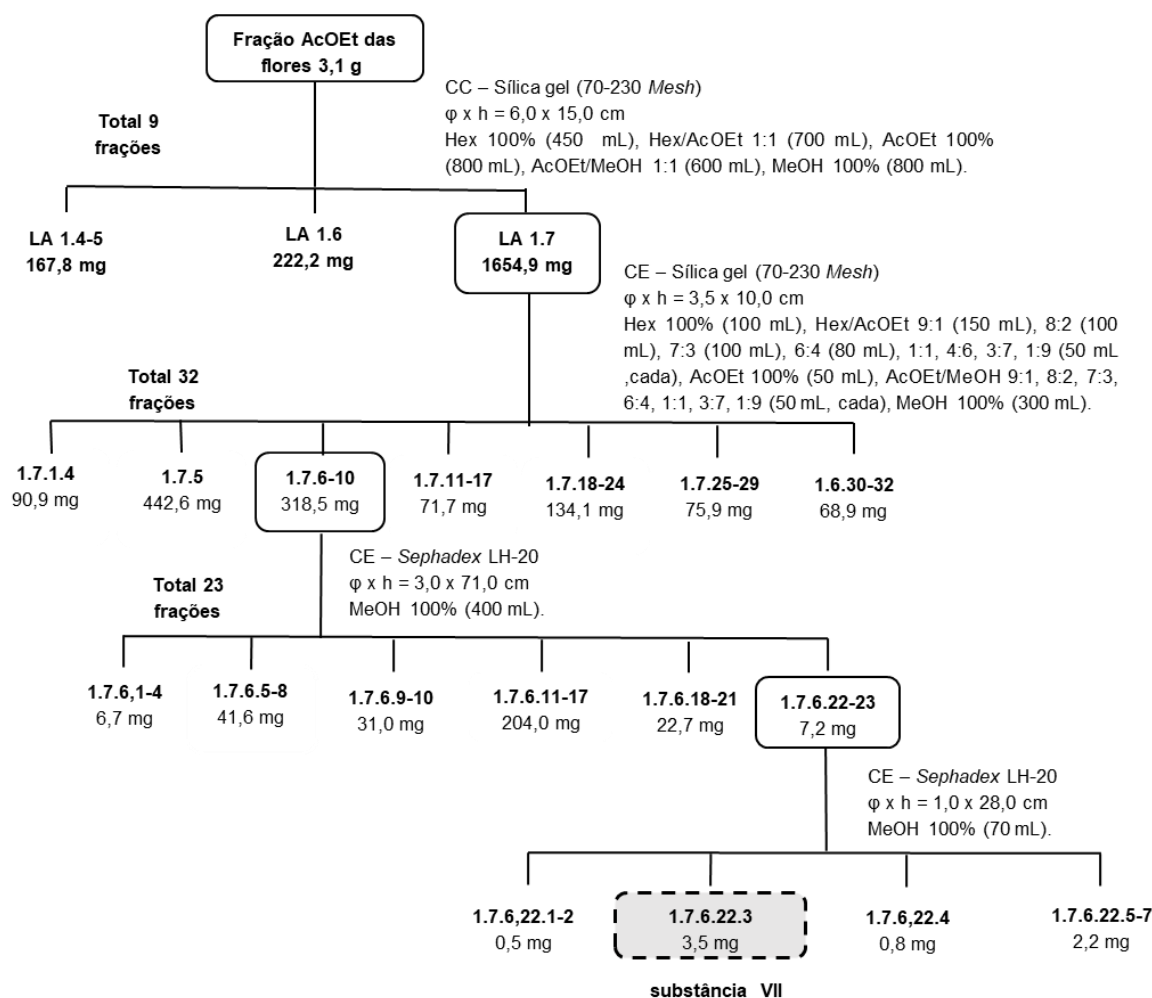 Fração AcOEt das
flores 3,1 g
CC – Sílica gel (70-230 Mesh)
φ x h = 6,0 x 15,0 cm
Hex 100% (450 mL), Hex/AcOEt 1:1 (700 mL), AcOEt 100%
(800 mL), AcOEt/MeOH 1:1 (600 mL), MeOH 100% (800 mL).
Total 9
frações
LA 1.4-5
167,8 mg
LA 1.6
222,2 mg
LA 1.7
1654,9 mg
CE – Sílica gel (70-230 Mesh)
φ x h = 3,5 x 10,0 cm
Hex 100% (100 mL), Hex/AcOEt 9:1 (150 mL), 8:2 (100
mL), 7:3 (100 mL), 6:4 (80 mL), 1:1, 4:6, 3:7, 1:9 (50 mL
,cada), AcOEt 100% (50 mL), AcOEt/MeOH 9:1, 8:2, 7:3,
6:4, 1:1, 3:7, 1:9 (50 mL, cada), MeOH 100% (300 mL).
Total 32
frações
1.7.1.4
90,9 mg
1.7.5
442,6 mg
1.7.6-10
318,5 mg
1.7.11-17
71,7 mg
1.7.18-24
134,1 mg
1.7.25-29
75,9 mg
1.6.30-32
68,9 mg
CE – Sephadex LH-20
φ x h = 3,0 x 71,0 cm
MeOH 100% (400 mL).
Total 23
frações
1.7.6,1-4
6,7 mg
1.7.6.5-8
41,6 mg
1.7.6.9-10
31,0 mg
1.7.6.11-17
204,0 mg
1.7.6.18-21
22,7 mg
1.7.6.22-23
7,2 mg
CE – Sephadex LH-20
φ x h = 1,0 x 28,0 cm
MeOH 100% (70 mL).
1.7.6,22.1-2
0,5 mg
1.7.6.22.3
3,5 mg
1.7.6,22.4
0,8 mg
1.7.6.22.5-7
2,2 mg
substância VII